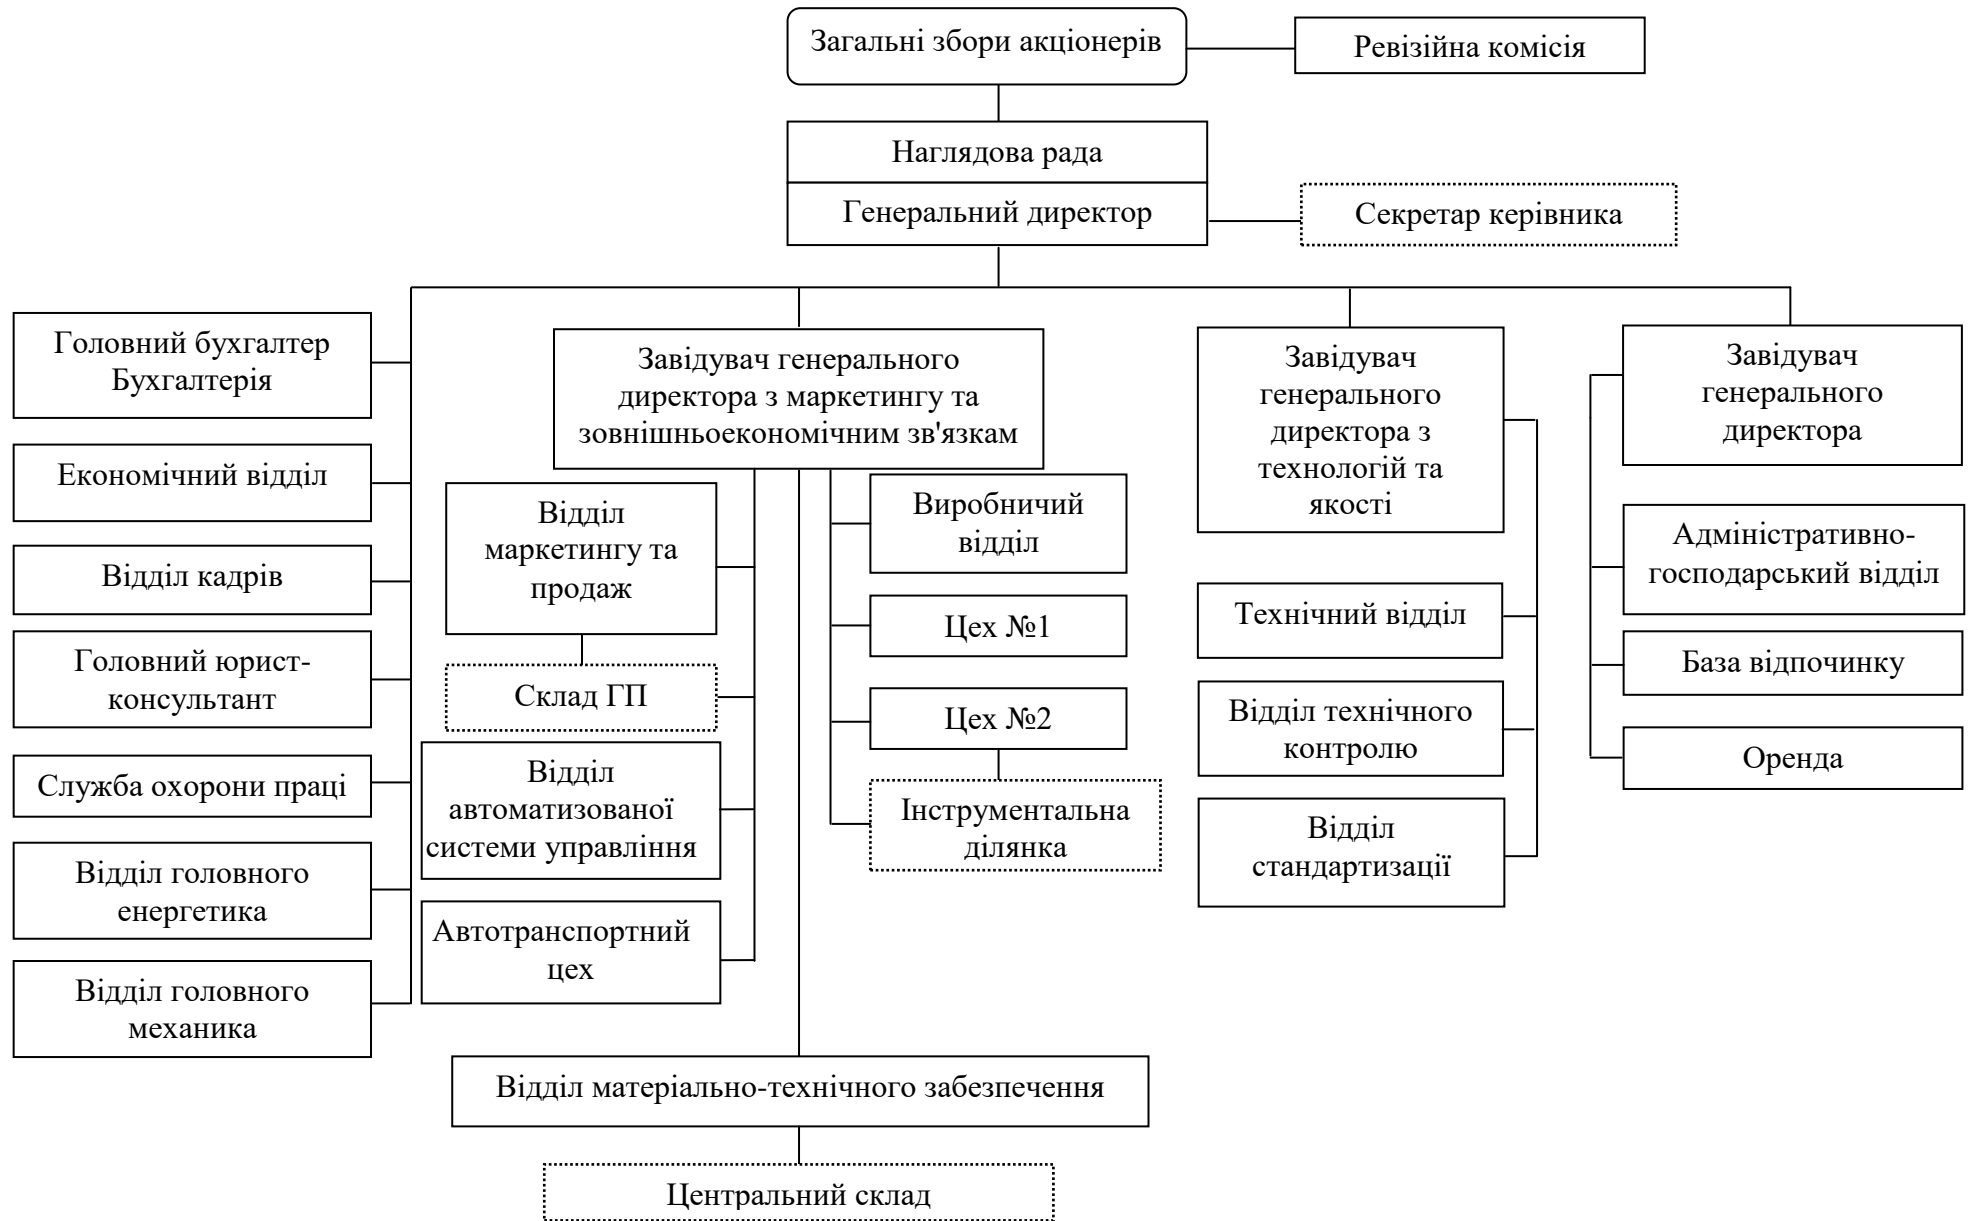 Загальні збори акціонерів
Ревізійна комісія
Наглядова рада
Генеральний директор
Секретар керівника
Головний бухгалтер
Бухгалтерія
Економічний відділ
Відділ кадрів
Головний юрист-
консультант
Служба охорони праці
Відділ головного
енергетика
Відділ головного
механика
Завідувач генерального
директора з маркетингу та
зовнішньоекономічним зв'язкам
Відділ
маркетингу та
продаж
Склад ГП
Відділ
автоматизованої
системи управління
Автотранспортний
цех
Виробничий
відділ
Цех №1
Цех №2
Інструментальна
ділянка
Відділ матеріально-технічного забезпечення
Центральний склад
Завідувач
генерального
директора з
технологій та
якості
Технічний відділ
Відділ технічного
контролю
Відділ
стандартизації
Завідувач
генерального
директора
Адміністративно-
господарський відділ
База відпочинку
Оренда